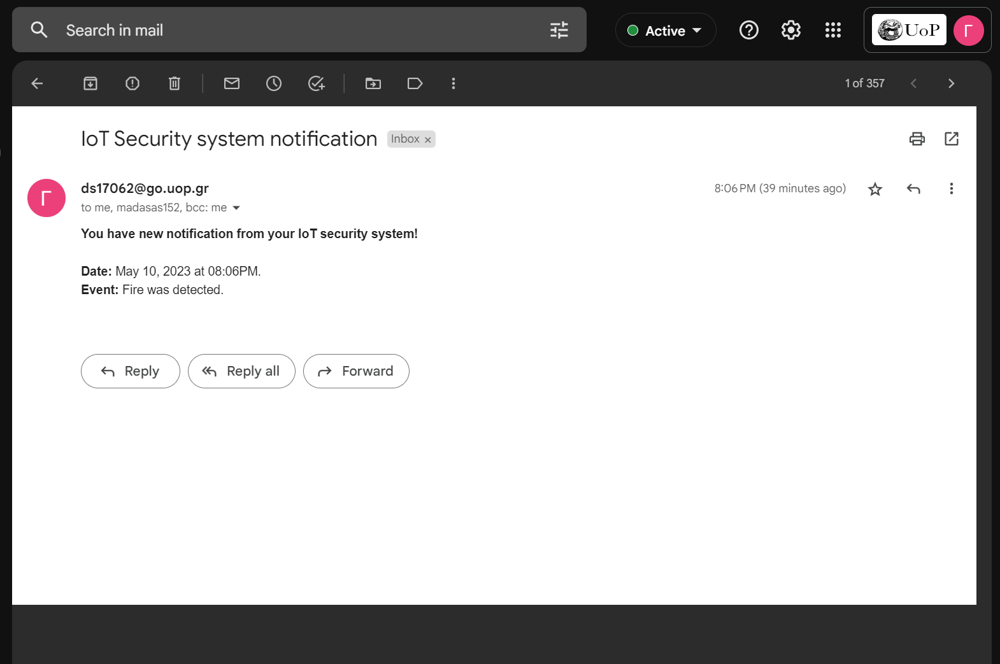 Search in mail
Active
UoP
Γ
1 of 357
IoT Security system notification
Inbox x
Γ
ds17062@go.uop.gr
8:06 PM (39 minutes ago)
to me, madasas152, bcc: me
You have new notification from your IoT security system!
Date: May 10, 2023 at 08:06PM.
Event: Fire was detected.
Reply
Reply all
Forward